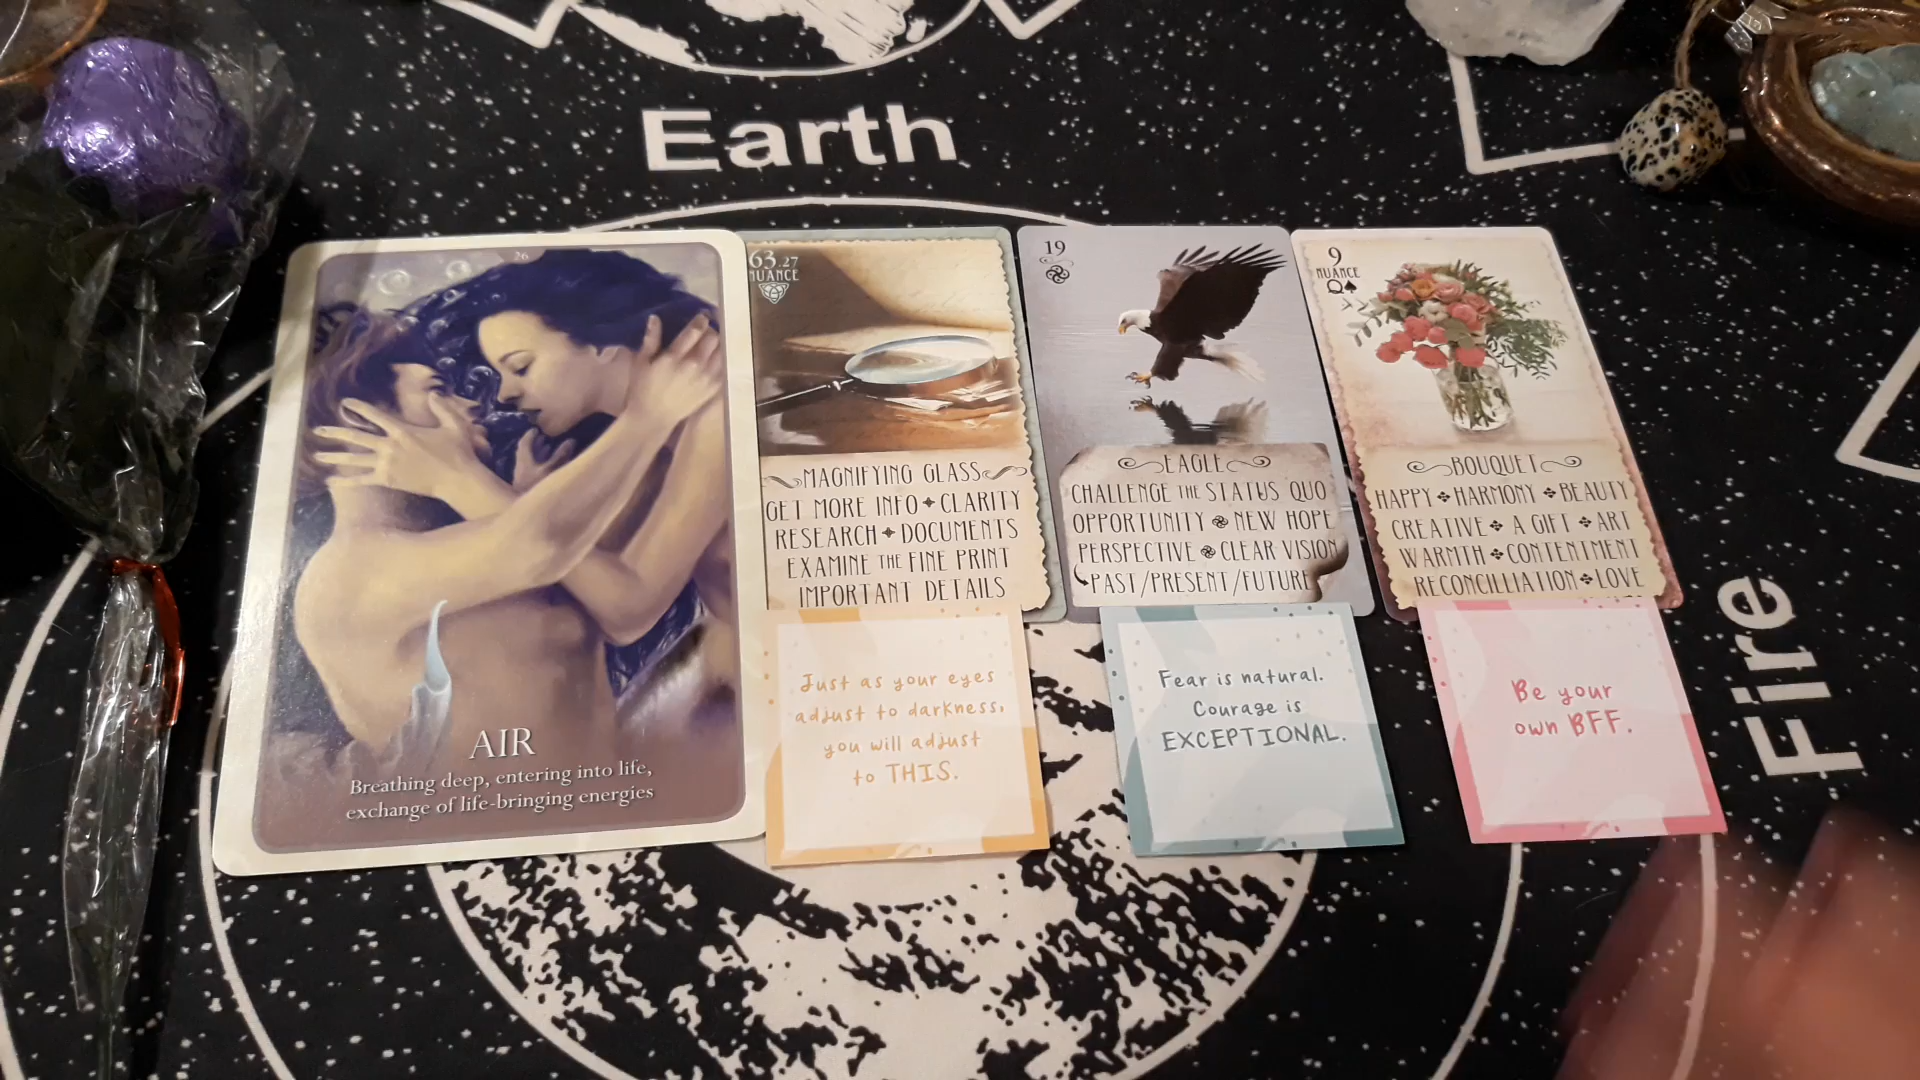 Earth
26
AIR
Breathing deep, entering into life,
exchange of life-bringing energies
63.27
NUANCE
MAGNIFYING GLASS
GET MORE INFO CLARITY
RESEARCH DOCUMENTS
EXAMINE THE FINE PRINT
IMPORTANT DETAILS
19
EAGLE
CHALLENGE THE STATUS QUO
OPPORTUNITY NEW HOPE
PERSPECTIVE CLEAR VISION
PAST/PRESENT/FUTURE
9
NUANCE
Q♠
BOUQUET
HAPPY HARMONY BEAUTY
CREATIVE A GIFT ART
WARMTH CONTENTMENT
RECONCILLIATION LOVE
Just as your eyes
adjust to darkness,
you will adjust
to THIS.
Fear is natural.
Courage is
EXCEPTIONAL.
Be your
own BFF.
Fire